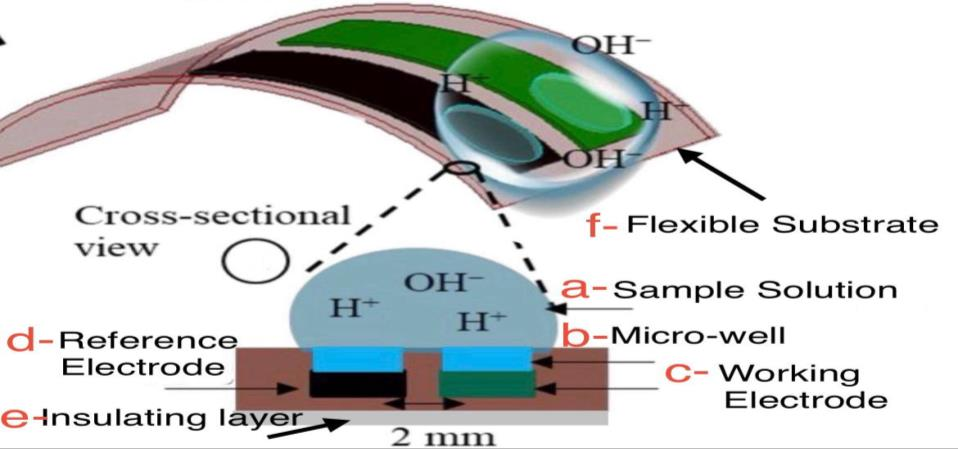 OH⁻
H⁺
H⁺
OH⁻
Cross-sectional
view
f- Flexible Substrate
OH⁻
H⁺
H⁺
a- Sample Solution
b- Micro-well
c- Working
Electrode
d- Reference
Electrode
e- Insulating layer
2 mm